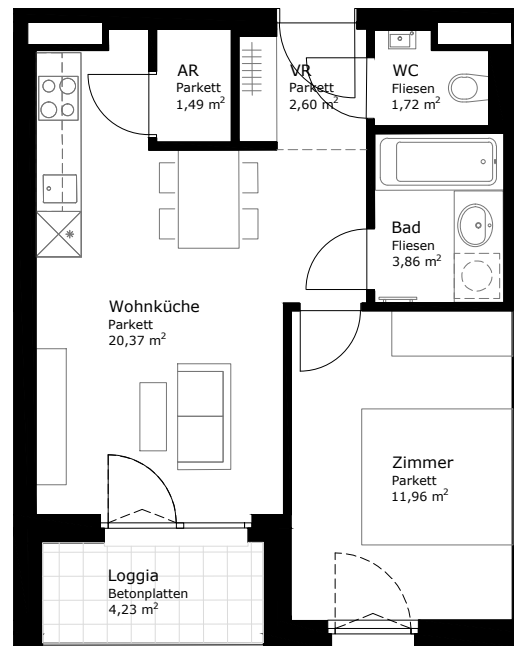 AR
Parkett
1,49 m²
VR
Parkett
2,60 m²
WC
Fliesen
1,72 m²
Bad
Fliesen
3,86 m²
Wohnküche
Parkett
20,37 m²
Zimmer
Parkett
11,96 m²
Loggia
Betonplatten
4,23 m²